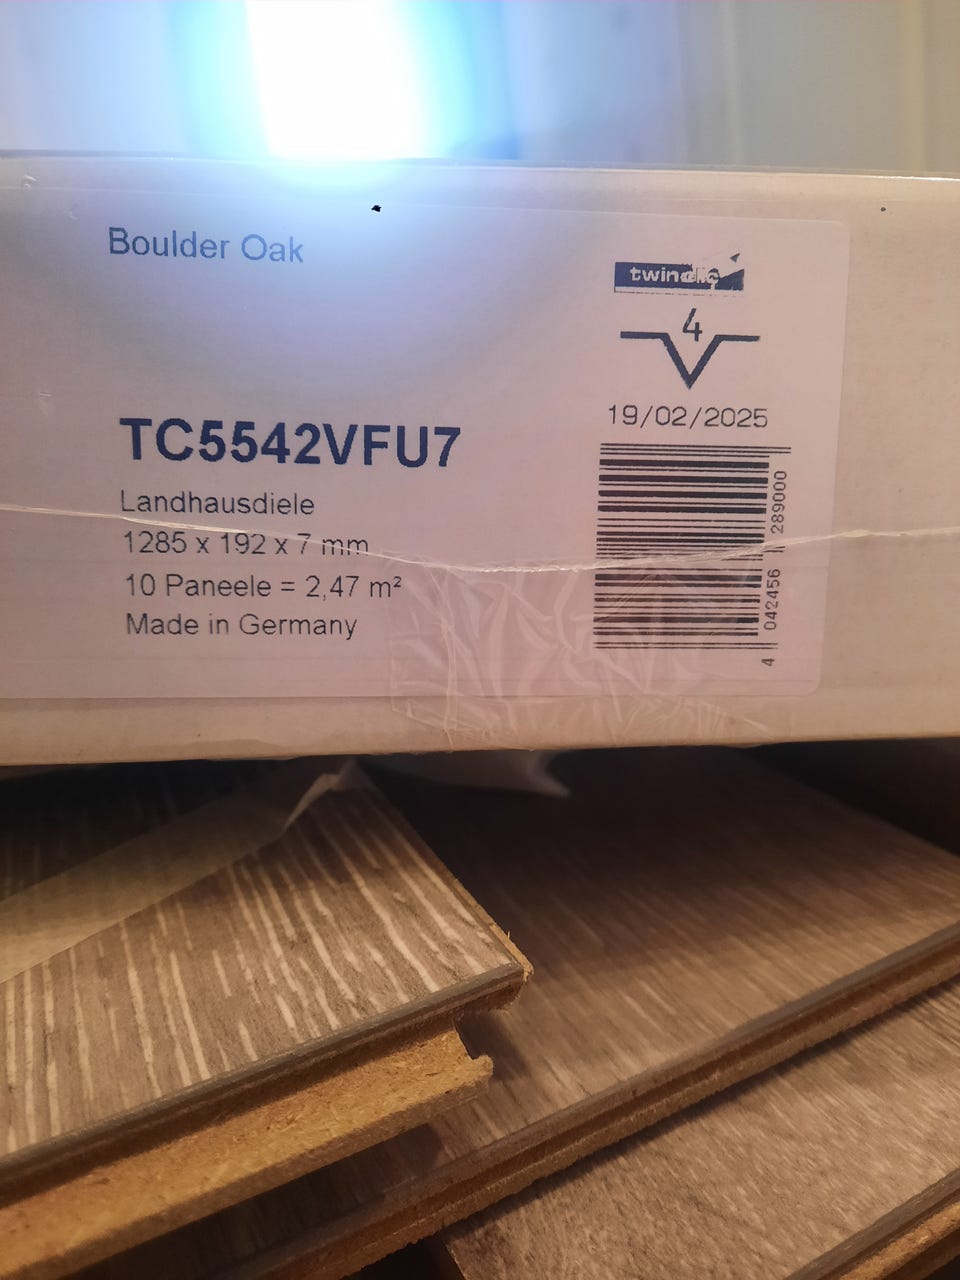 Boulder Oak
twinclic
4
19/02/2025
TC5542VFU7
Landhausdiele
1285 x 192 x 7 mm
10 Paneele = 2,47 m²
Made in Germany
4 042456 289000